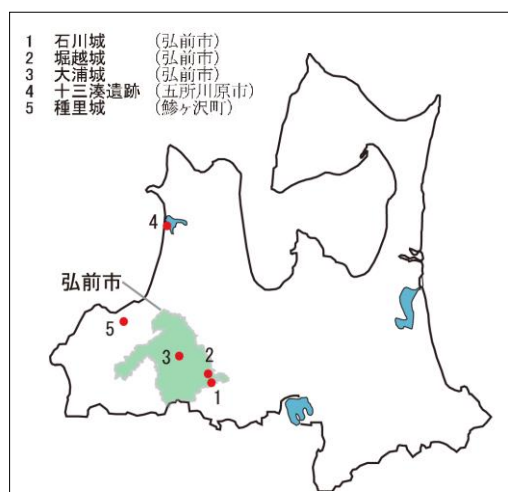 1 石川城 (弘前市)
2 堀越城 (弘前市)
3 大浦城 (弘前市)
4 十三湊遺跡 (五所川原市)
5 種里城 (鯵ヶ沢町)
4
弘前市
5
3
2
1